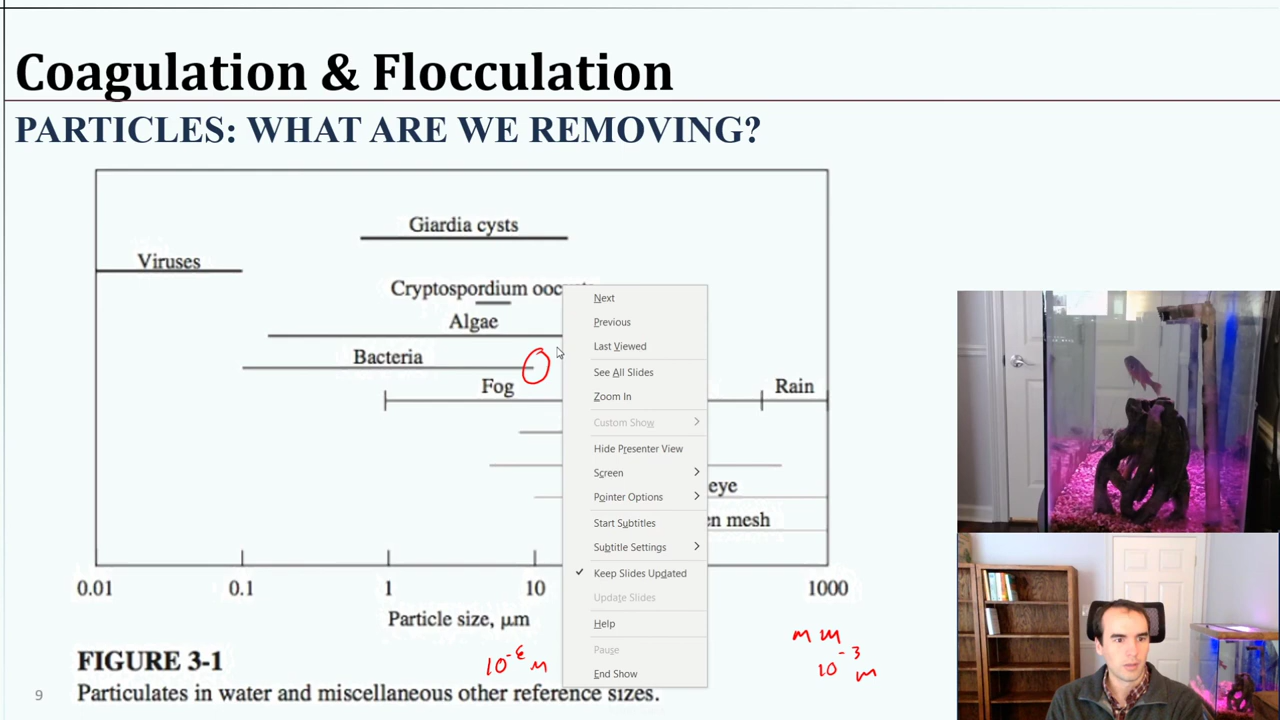 Coagulation & Flocculation
PARTICLES: WHAT ARE WE REMOVING?
Giardia cysts
Viruses
Cryptospordium
Algae
Bacteria
Fog
Rain
eye
mesh
Next
Previous
Last Viewed
See All Slides
Zoom In
Custom Show
Hide Presenter View
Screen
Pointer Options
Start Subtitles
Subtitle Settings
Keep Slides Updated
Update Slides
Help
Pause
End Show
0.01 0.1 1 10 1000
Particle size, μm
mm
10⁻³ m
10⁻⁶ m
FIGURE 3-1
Particulates in water and miscellaneous other reference sizes.
9